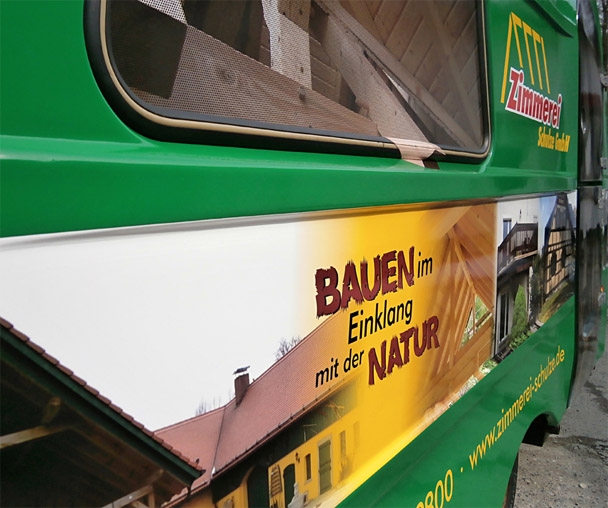 Zimmerei
Schulze GmbH
BAUEN im
Einklang
mit der NATUR
0800 · www.zimmerei-schulze.de